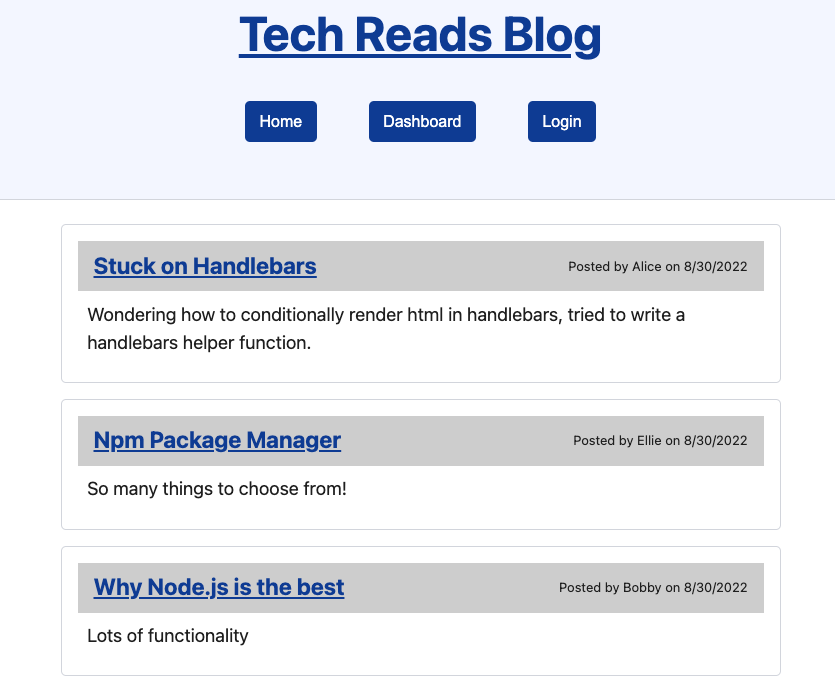 Tech Reads Blog
Home Dashboard Login
Stuck on Handlebars Posted by Alice on 8/30/2022
Wondering how to conditionally render html in handlebars, tried to write a
handlebars helper function.
Npm Package Manager Posted by Ellie on 8/30/2022
So many things to choose from!
Why Node.js is the best Posted by Bobby on 8/30/2022
Lots of functionality